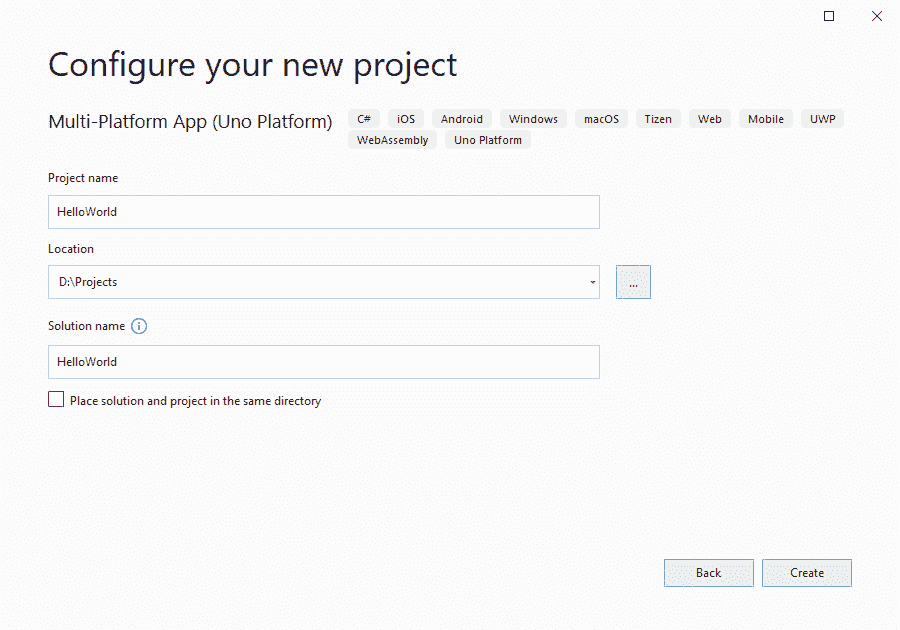 Configure your new project
Multi-Platform App (Uno Platform) C# iOS Android Windows macOS Tizen Web Mobile UWP
WebAssembly Uno Platform
Project name
HelloWorld
Location
D:\Projects
...
Solution name
HelloWorld
Place solution and project in the same directory
Back Create